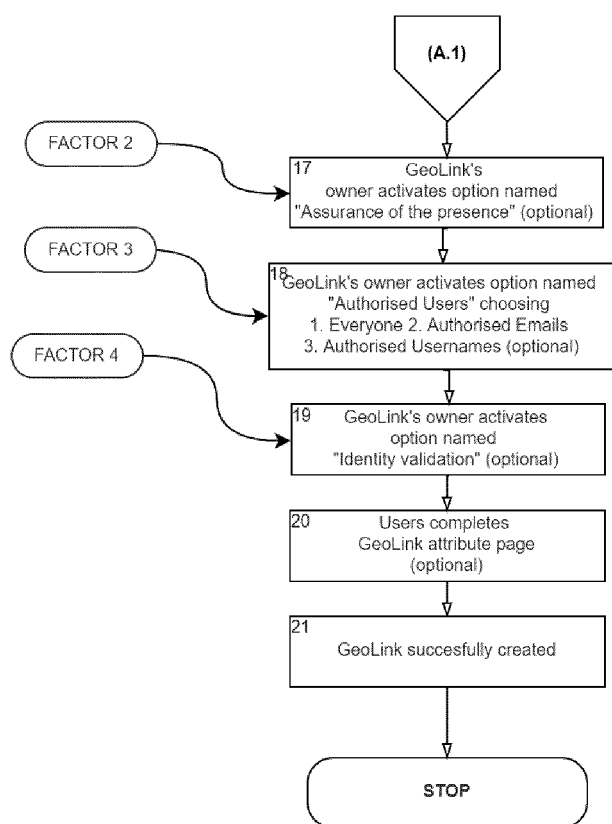 (A.1)
FACTOR 2
17
GeoLink's
owner activates option named
"Assurance of the presence" (optional)
FACTOR 3
18
GeoLink's owner activates option named
"Authorised Users" choosing
1. Everyone 2. Authorised Emails
3. Authorised Usernames (optional)
FACTOR 4
19
GeoLink's owner activates
option named
"Identity validation" (optional)
20
Users completes
GeoLink attribute page
(optional)
21
GeoLink succesfully created
STOP